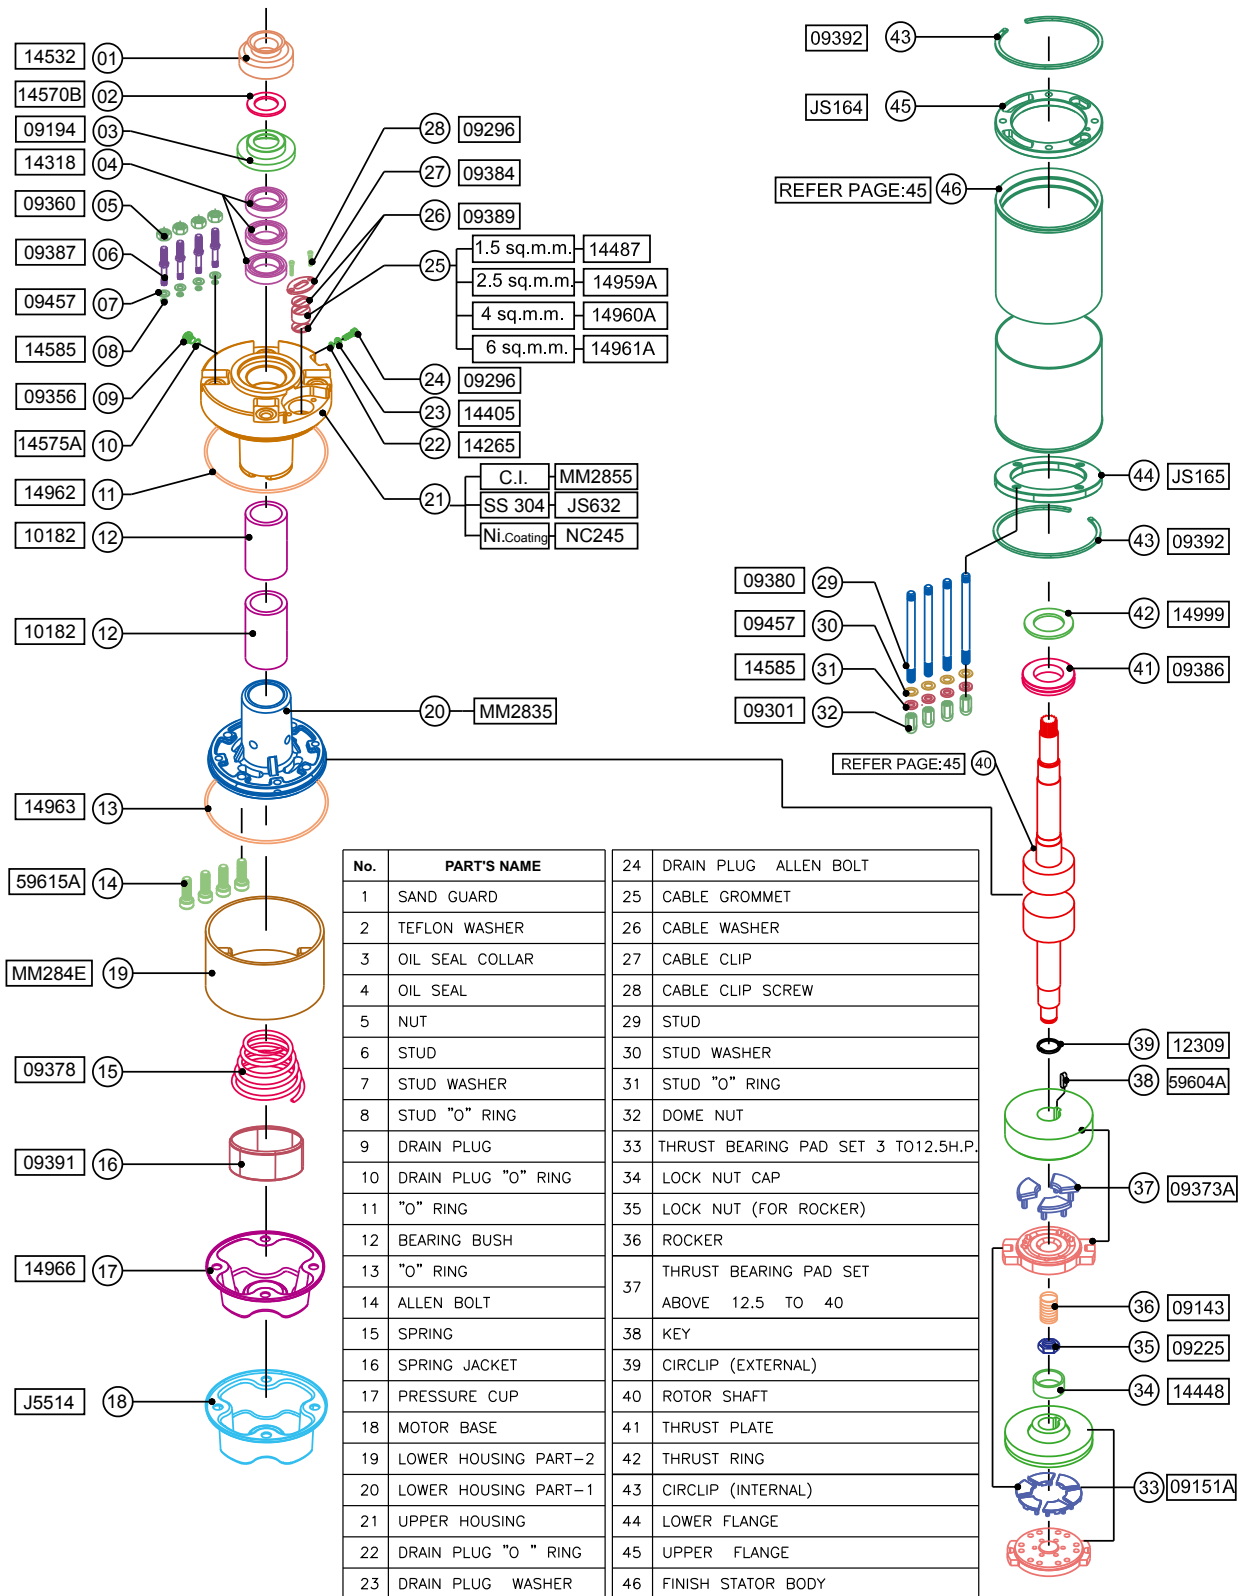 14532 01
14570B 02
09194 03
14318 04
09360 05
09387 06
09457 07
14585 08
09356 09
14575A 10
14962 11
10182 12
10182 12
14963 13
59615A 14
MM284E 19
09378 15
09391 16
14966 17
J5514 18
28 09296
27 09384
26 09389
25
1.5 sq.m.m. 14487
2.5 sq.m.m. 14959A
4 sq.m.m. 14960A
6 sq.m.m. 14961A
24 09296
23 14405
22 14265
21
C.I. MM2855
SS 304 JS632
Ni.Coating NC245
20 MM2835
09392 43
JS164 45
REFER PAGE:45 46
44 JS165
43 09392
09380 29
09457 30
14585 31
09301 32
42 14999
41 09386
REFER PAGE:45 40
39 12309
38 59604A
37 09373A
36 09143
35 09225
34 14448
33 09151A
No. PART'S NAME
1 SAND GUARD
2 TEFLON WASHER
3 OIL SEAL COLLAR
4 OIL SEAL
5 NUT
6 STUD
7 STUD WASHER
8 STUD "O" RING
9 DRAIN PLUG
10 DRAIN PLUG "O" RING
11 "O" RING
12 BEARING BUSH
13 "O" RING
14 ALLEN BOLT
15 SPRING
16 SPRING JACKET
17 PRESSURE CUP
18 MOTOR BASE
19 LOWER HOUSING PART-2
20 LOWER HOUSING PART-1
21 UPPER HOUSING
22 DRAIN PLUG "O " RING
23 DRAIN PLUG WASHER
24 DRAIN PLUG ALLEN BOLT
25 CABLE GROMMET
26 CABLE WASHER
27 CABLE CLIP
28 CABLE CLIP SCREW
29 STUD
30 STUD WASHER
31 STUD "O" RING
32 DOME NUT
33 THRUST BEARING PAD SET 3 TO12.5H.P.
34 LOCK NUT CAP
35 LOCK NUT (FOR ROCKER)
36 ROCKER
37 THRUST BEARING PAD SET
ABOVE 12.5 TO 40
38 KEY
39 CIRCLIP (EXTERNAL)
40 ROTOR SHAFT
41 THRUST PLATE
42 THRUST RING
43 CIRCLIP (INTERNAL)
44 LOWER FLANGE
45 UPPER FLANGE
46 FINISH STATOR BODY